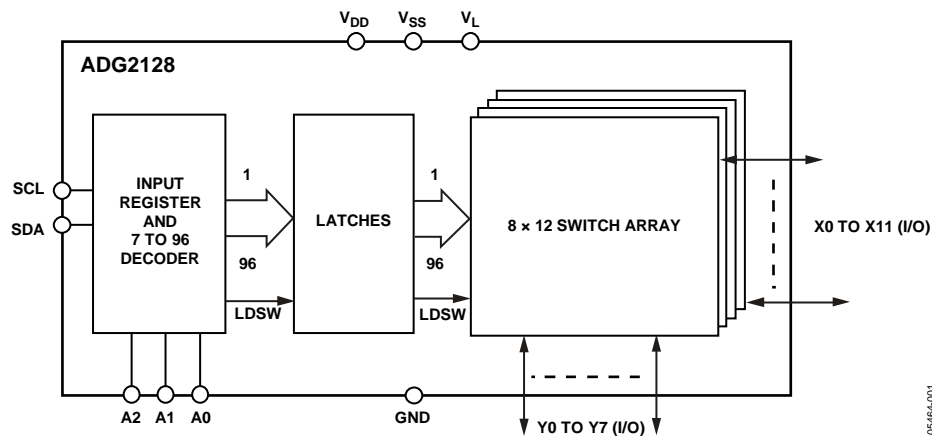 VDD VSS VL
ADG2128
SCL
SDA
INPUT
REGISTER
AND
7 TO 96
DECODER
1
96
LDSW
LATCHES
1
96
LDSW
8 × 12 SWITCH ARRAY
X0 TO X11 (I/O)
A2 A1 A0
GND
Y0 TO Y7 (I/O)
05464-001